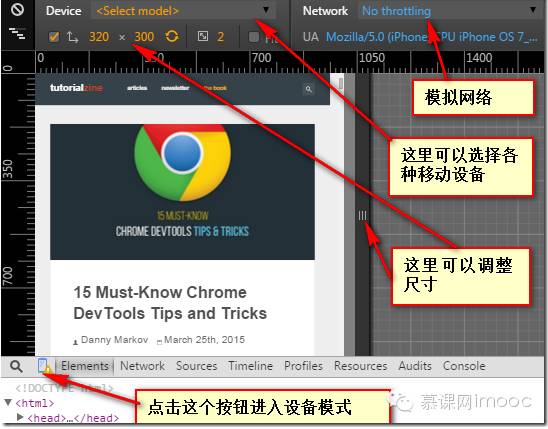 Device <Select model> Network No throttling
320 × 300 2 Fit UA Mozilla/5.0 (iPhone; CPU iPhone OS 7_
0 350 700 1050 1400
tutorialzine articles newsletter the book
模拟网络
这里可以选择各
种移动设备
350
15 MUST-KNOW
CHROME DEVTOOLS TIPS & TRICKS
这里可以调整
尺寸
700
15 Must-Know Chrome
DevTools Tips and Tricks
Danny Markov March 25th, 2015
Elements Network Sources Timeline Profiles Resources Audits Console
<!DOCTYPE html>
<html>
<head>…</head>
点击这个按钮进入设备模式
慕课网imooc